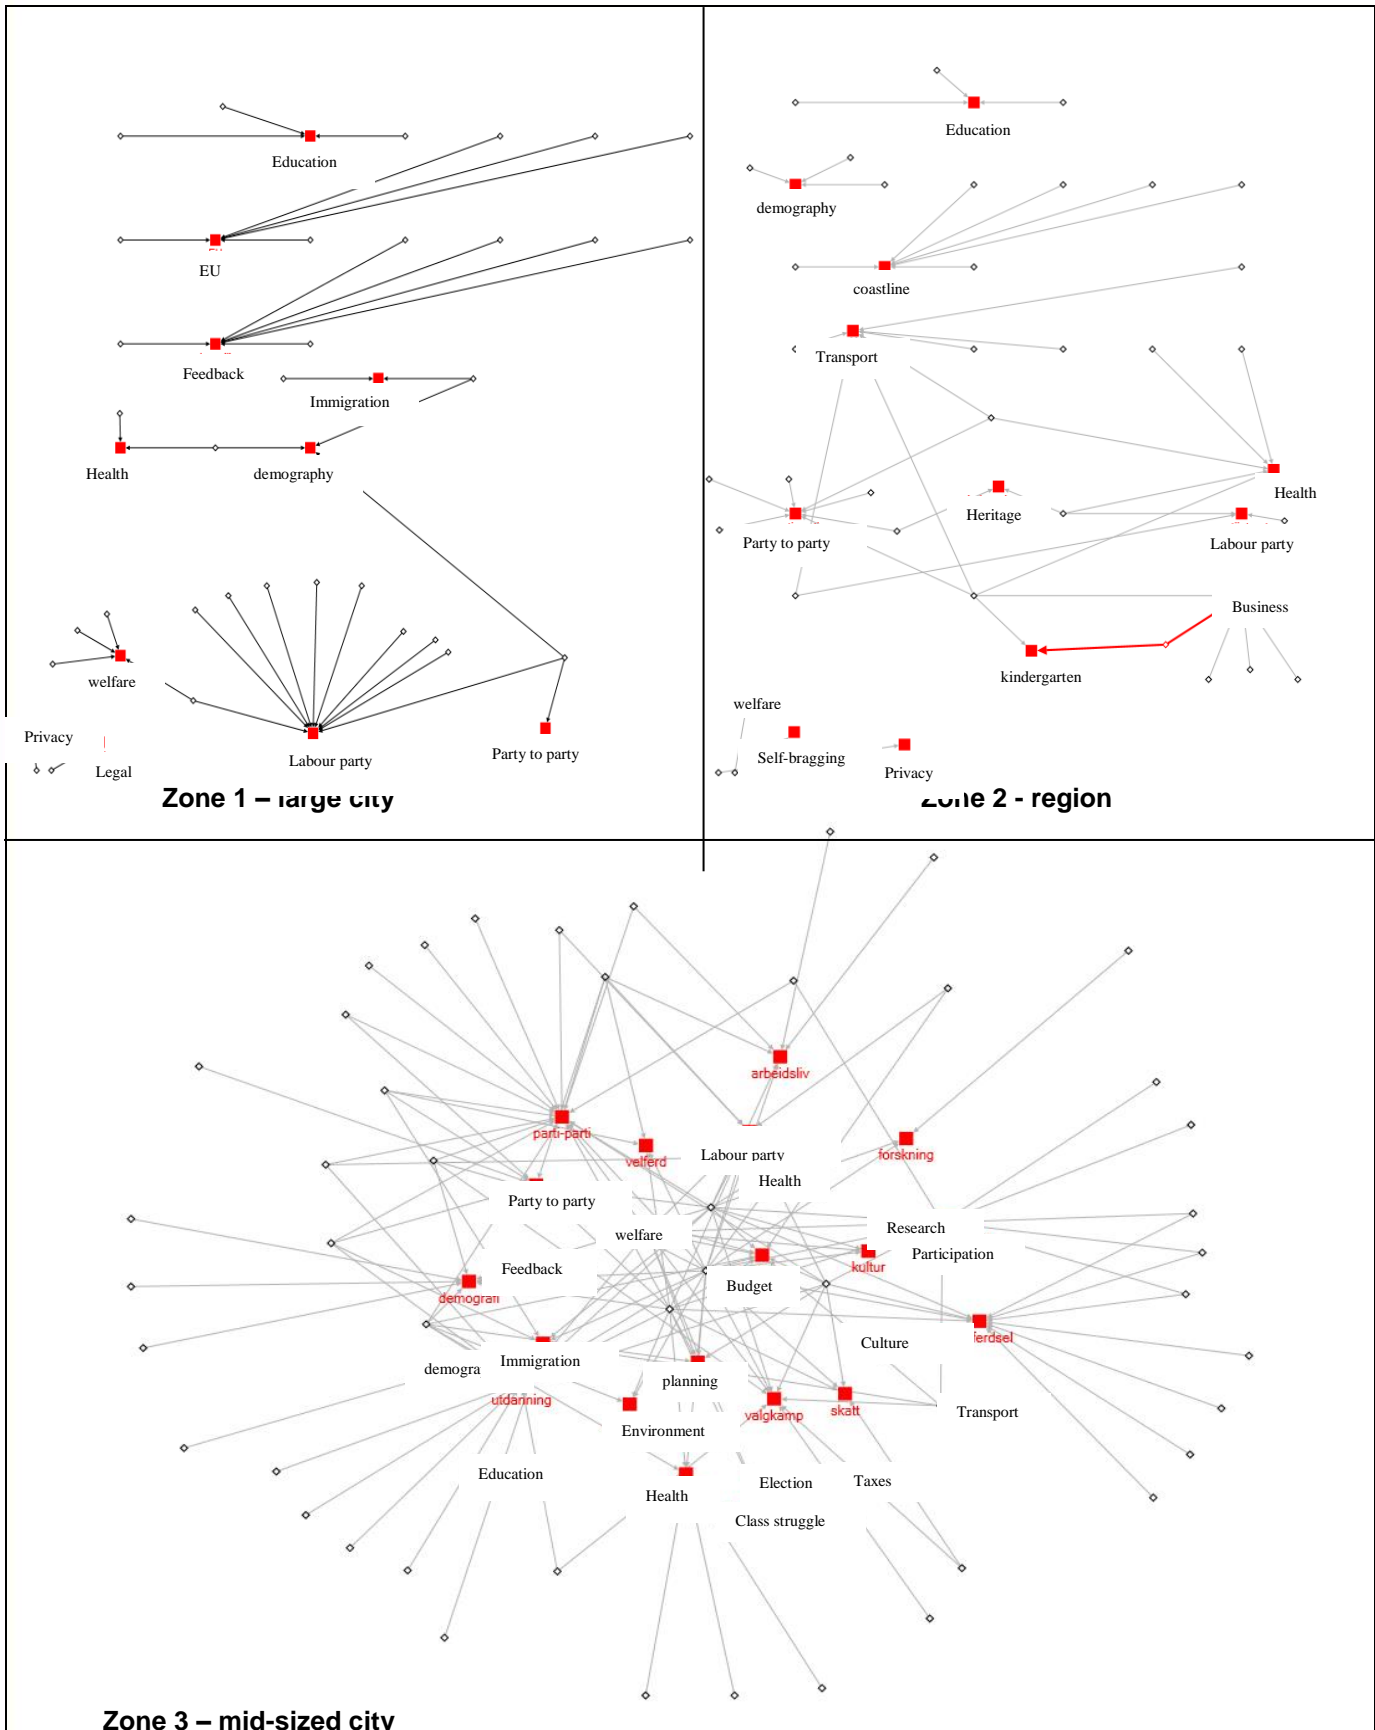 Education
EU
Feedback
Immigration
Health
demography
welfare
Privacy
Legal
Labour party
Party to party
Zone 1 – large city
Education
demography
coastline
Transport
Health
Heritage
Party to party
Labour party
Business
kindergarten
welfare
Self-bragging
Privacy
Zone 2 - region
arbeidsliv
parti-parti
velferd
Labour party
forskning
Health
Party to party
welfare
Research
Participation
kultur
Feedback
Budget
demografi
ferdsel
Culture
Immigration
demogra
planning
utdanning
valgkamp
skatt
Transport
Environment
Education
Health
Election
Taxes
Class struggle
Zone 3 – mid-sized city